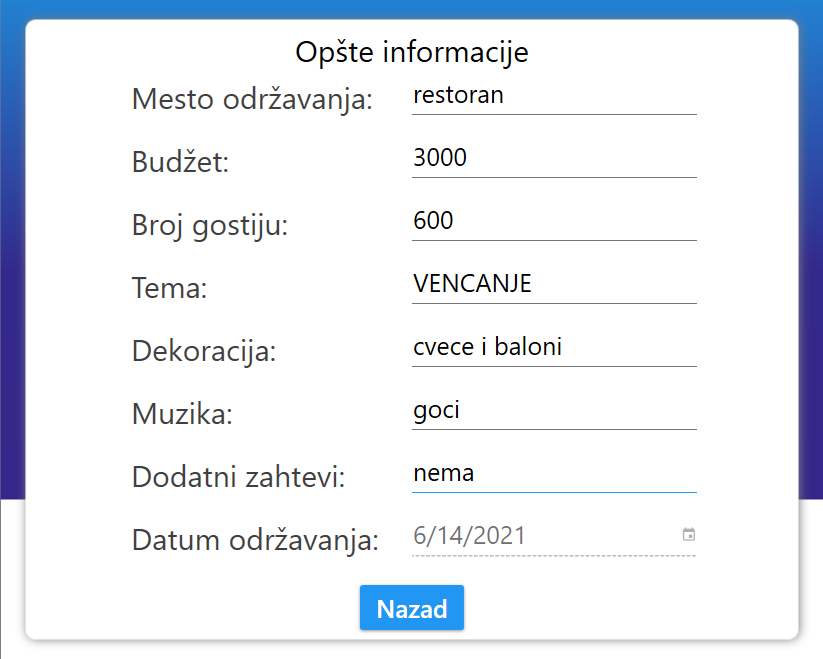 Opšte informacije
Mesto održavanja: restoran
Budžet: 3000
Broj gostiju: 600
Tema: VENCANJE
Dekoracija: cvece i baloni
Muzika: goci
Dodatni zahtevi: nema
Datum održavanja: 6/14/2021
Nazad